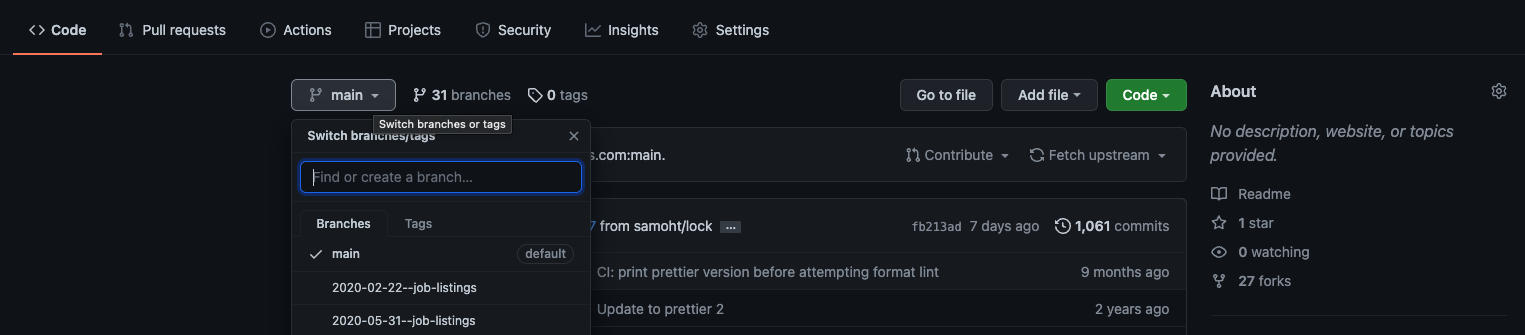 Code Pull requests Actions Projects Security Insights Settings
main 31 branches 0 tags Go to file Add file Code
Switch branches or tags
Switch branches/tags
Find or create a branch...
Branches Tags
main default
2020-02-22--job-listings
2020-05-31--job-listings
s.com:main. Contribute Fetch upstream
7 from samoht/lock ... fb213ad 7 days ago 1,061 commits
CI: print prettier version before attempting format lint 9 months ago
Update to prettier 2 2 years ago
About
No description, website, or topics
provided.
Readme
1 star
0 watching
27 forks